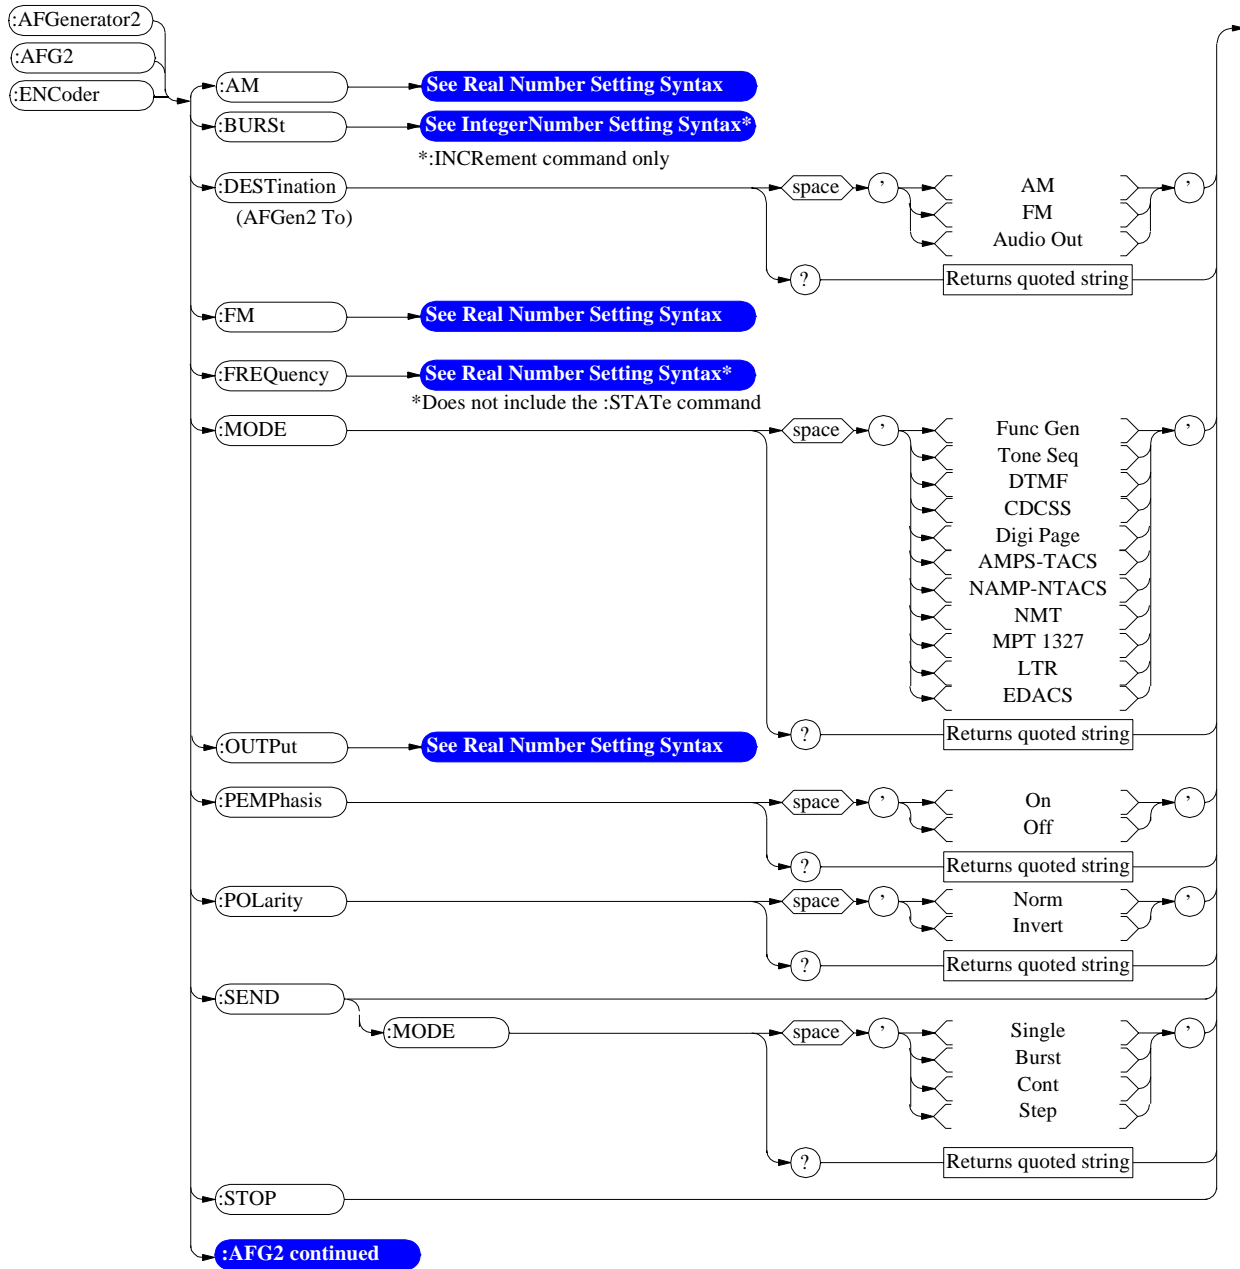 :AFGenerator2
:AFG2
:ENCoder
:AM See Real Number Setting Syntax
:BURSt See IntegerNumber Setting Syntax*
*:INCRement command only
:DESTination space ' AM '
(AFGen2 To) FM
Audio Out
? Returns quoted string
:FM See Real Number Setting Syntax
:FREQuency See Real Number Setting Syntax*
*Does not include the :STATe command
:MODE space ' Func Gen '
Tone Seq
DTMF
CDCSS
Digi Page
AMPS-TACS
NAMP-NTACS
NMT
MPT 1327
LTR
EDACS
? Returns quoted string
:OUTPut See Real Number Setting Syntax
:PEMPhasis space ' On '
Off
? Returns quoted string
:POLarity space ' Norm '
Invert
? Returns quoted string
:SEND
:MODE space ' Single '
Burst
Cont
Step
? Returns quoted string
:STOP
:AFG2 continued